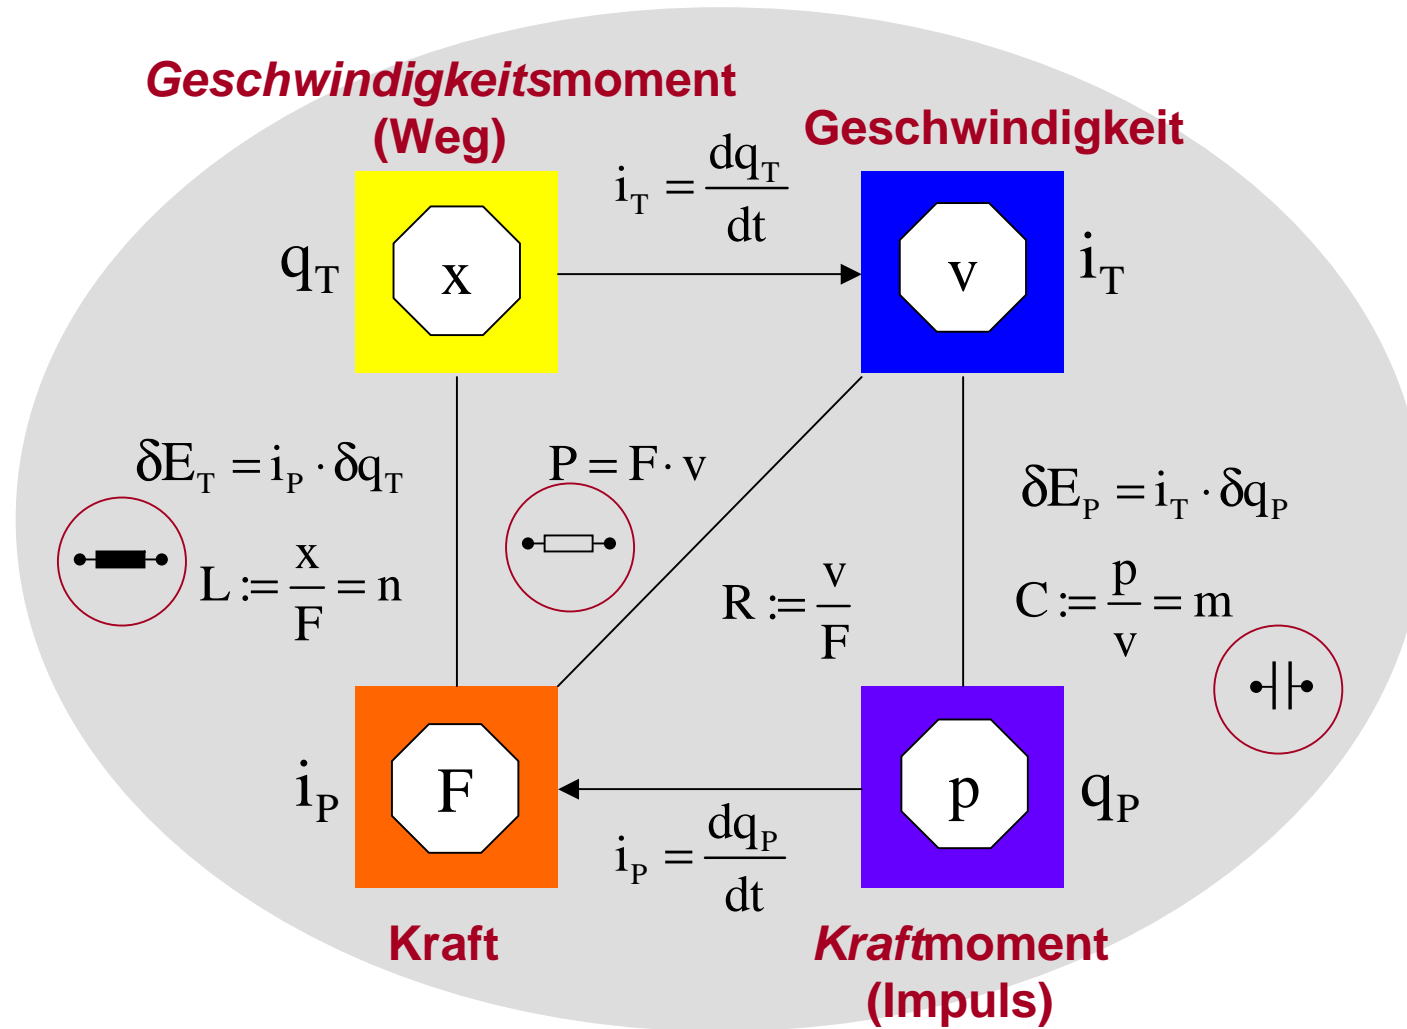 Geschwindigkeitsmoment
(Weg)
Geschwindigkeit
i_T = dq_T/dt
q_T
x
v
i_T
δE_T = i_P · δq_T
P = F · v
δE_P = i_T · δq_P
L := x/F = n
R := v/F
C := p/v = m
i_P
F
p
q_P
i_P = dq_P/dt
Kraft
Kraftmoment
(Impuls)